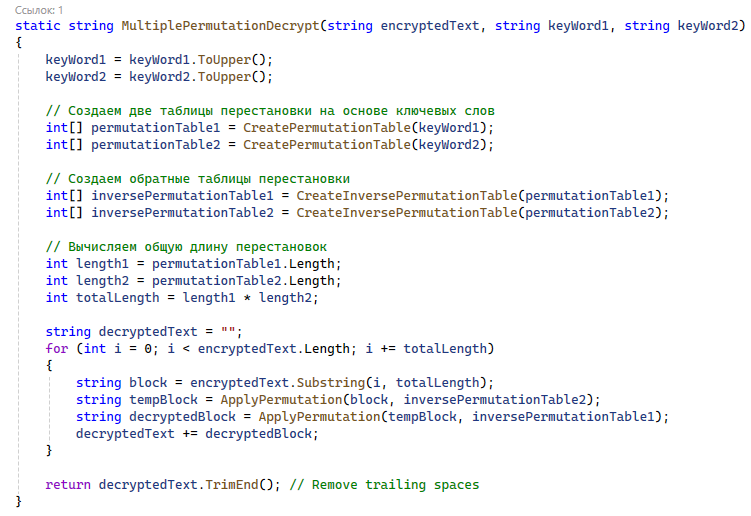 Ссылок: 1
static string MultiplePermutationDecrypt(string encryptedText, string keyWord1, string keyWord2)
{
    keyWord1 = keyWord1.ToUpper();
    keyWord2 = keyWord2.ToUpper();

    // Создаем две таблицы перестановки на основе ключевых слов
    int[] permutationTable1 = CreatePermutationTable(keyWord1);
    int[] permutationTable2 = CreatePermutationTable(keyWord2);

    // Создаем обратные таблицы перестановки
    int[] inversePermutationTable1 = CreateInversePermutationTable(permutationTable1);
    int[] inversePermutationTable2 = CreateInversePermutationTable(permutationTable2);

    // Вычисляем общую длину перестановок
    int length1 = permutationTable1.Length;
    int length2 = permutationTable2.Length;
    int totalLength = length1 * length2;

    string decryptedText = "";
    for (int i = 0; i < encryptedText.Length; i += totalLength)
    {
        string block = encryptedText.Substring(i, totalLength);
        string tempBlock = ApplyPermutation(block, inversePermutationTable2);
        string decryptedBlock = ApplyPermutation(tempBlock, inversePermutationTable1);
        decryptedText += decryptedBlock;
    }

    return decryptedText.TrimEnd(); // Remove trailing spaces
}